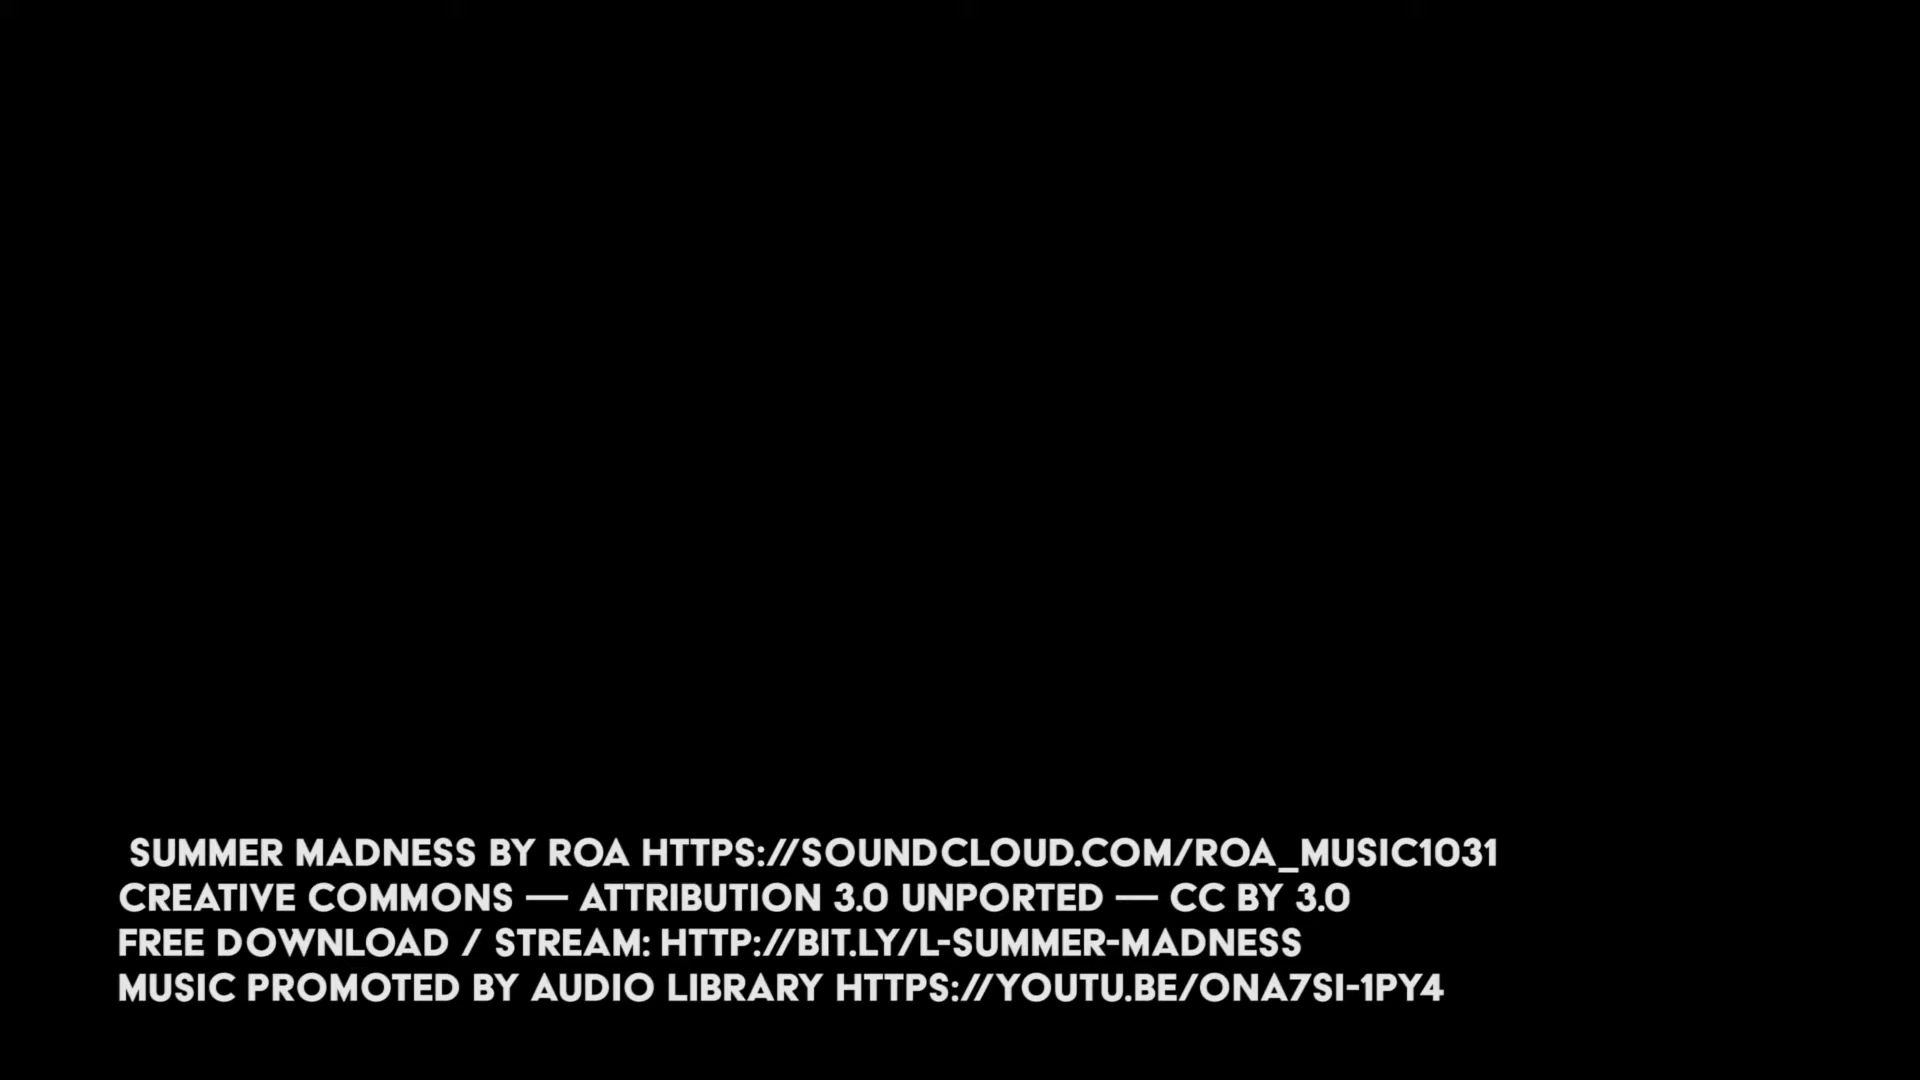 SUMMER MADNESS BY ROA HTTPS://SOUNDCLOUD.COM/ROA_MUSIC1031
CREATIVE COMMONS — ATTRIBUTION 3.0 UNPORTED — CC BY 3.0
FREE DOWNLOAD / STREAM: HTTP://BIT.LY/L-SUMMER-MADNESS
MUSIC PROMOTED BY AUDIO LIBRARY HTTPS://YOUTU.BE/ONA7SI-1PY4